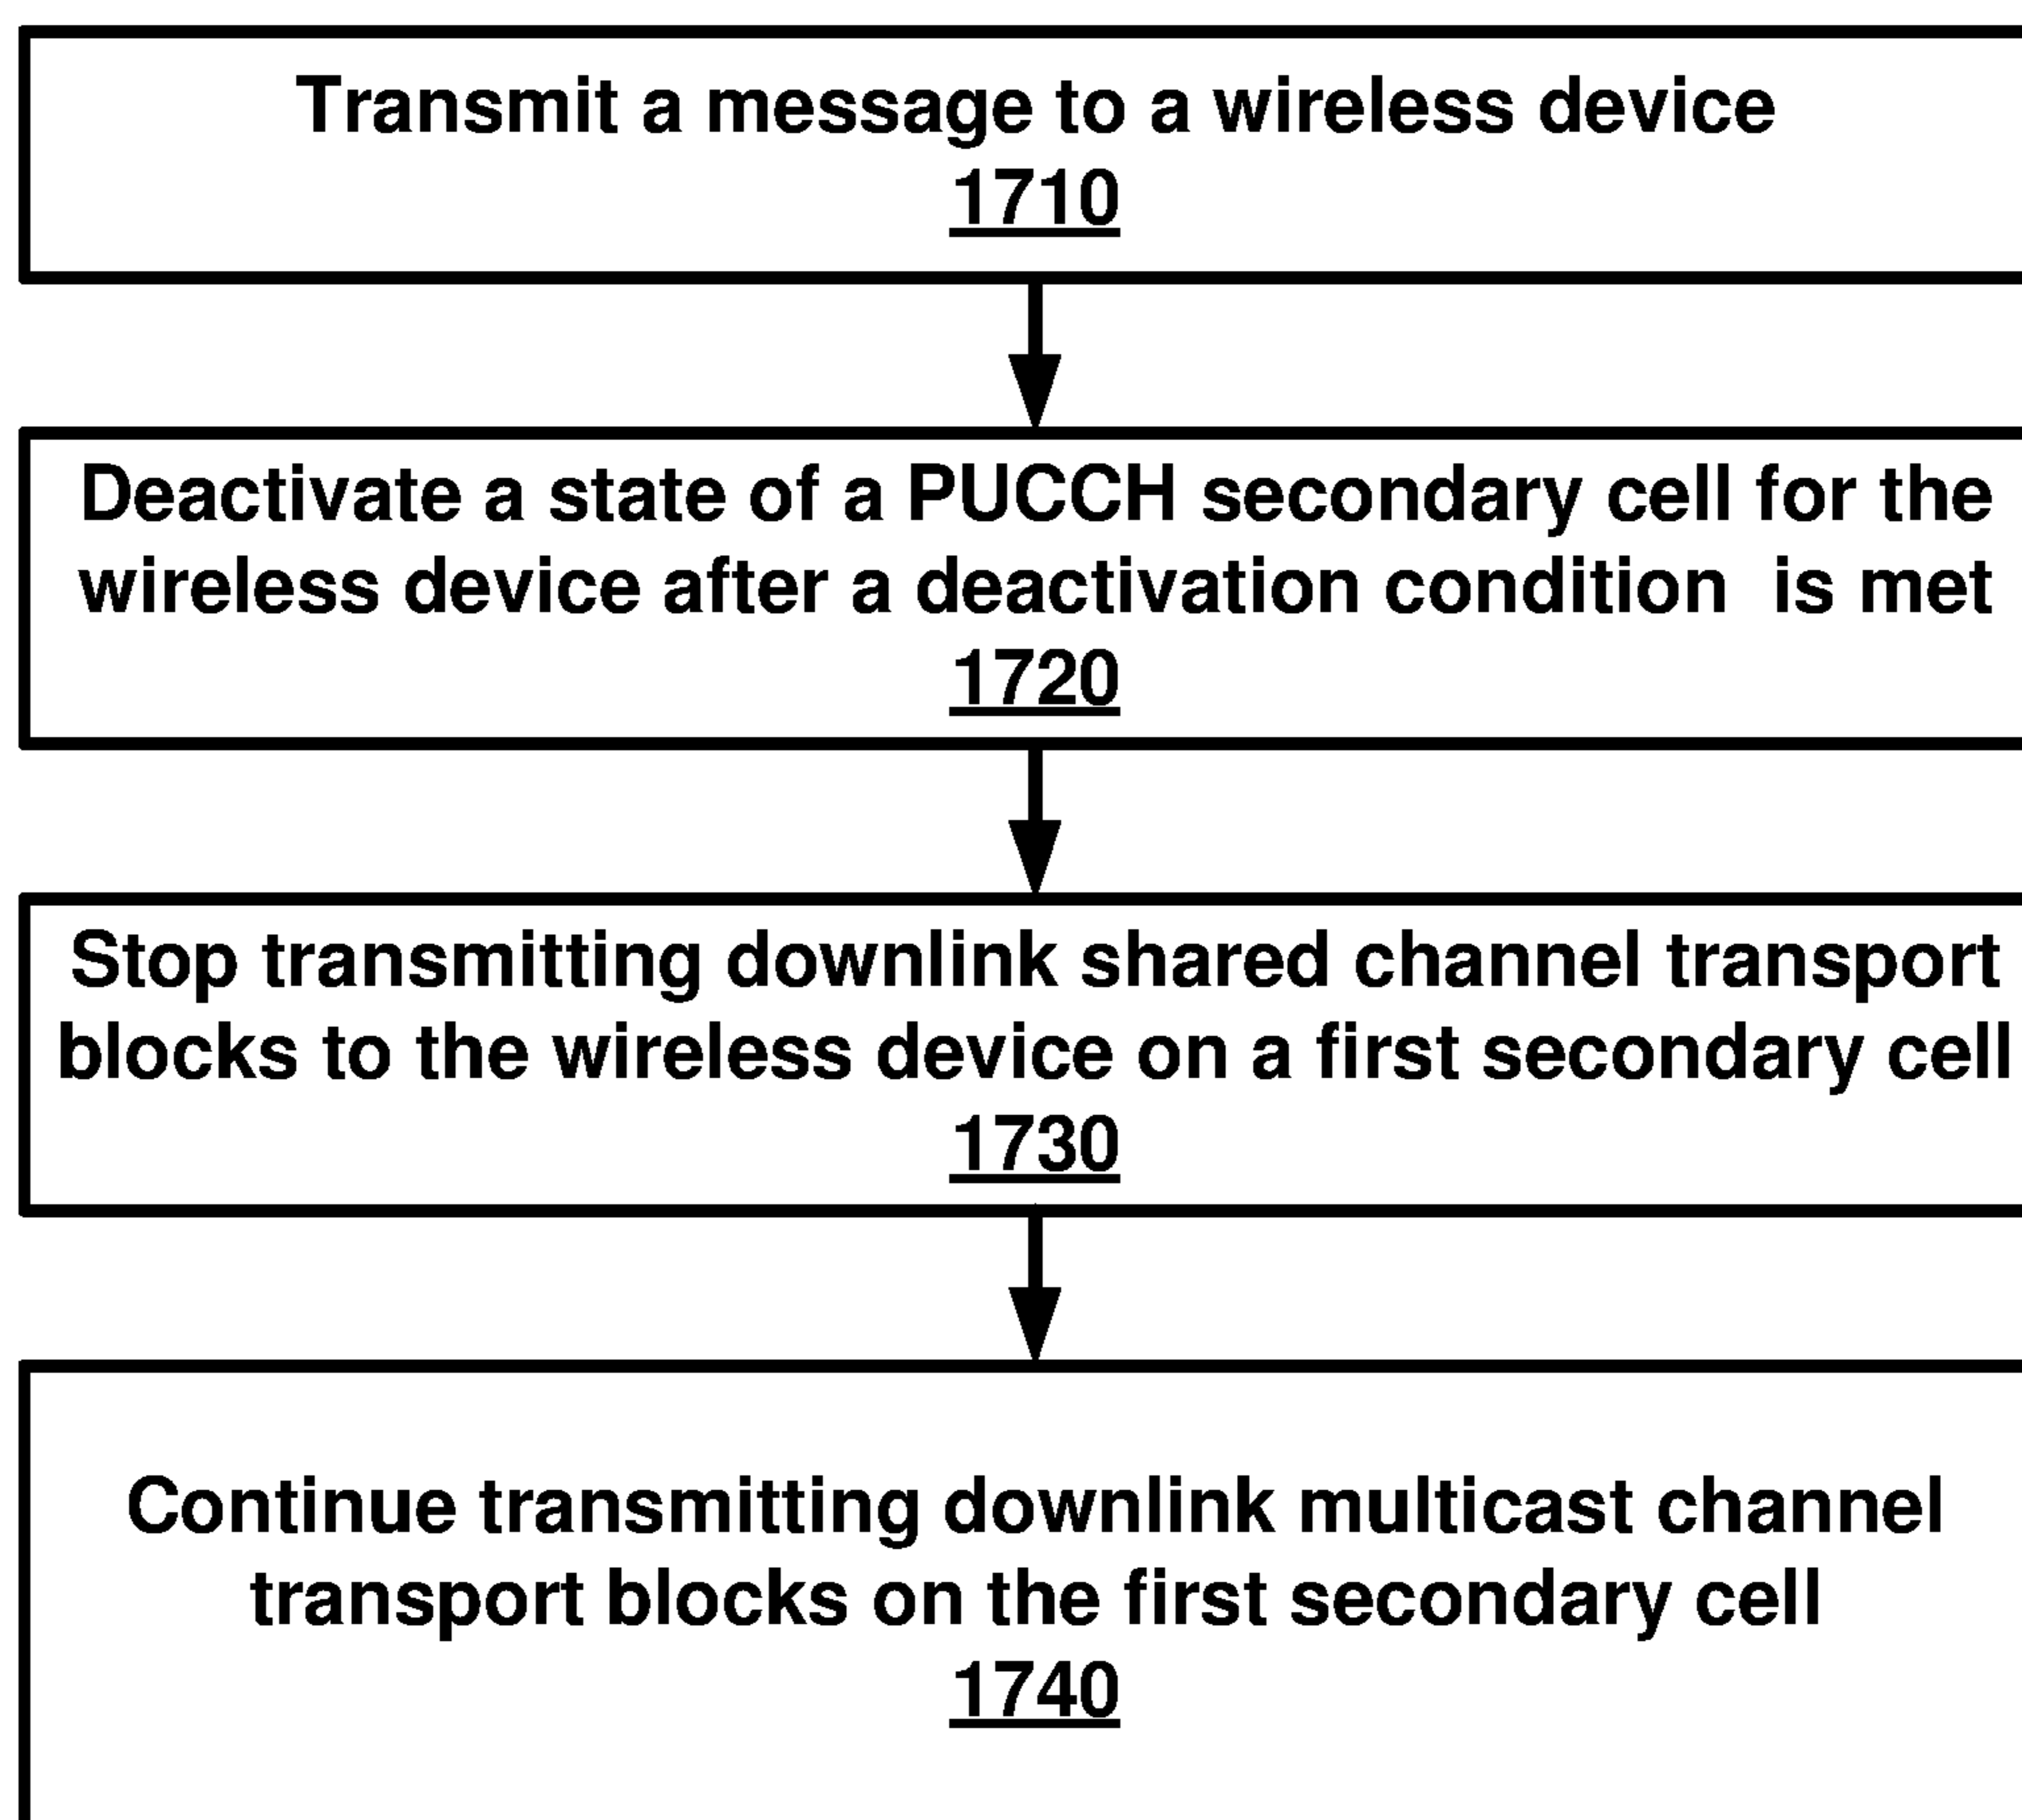 Transmit a message to a wireless device
1710
Deactivate a state of a PUCCH secondary cell for the
wireless device after a deactivation condition  is met
1720
Stop transmitting downlink shared channel transport
blocks to the wireless device on a first secondary cell
1730
Continue transmitting downlink multicast channel
transport blocks on the first secondary cell
1740